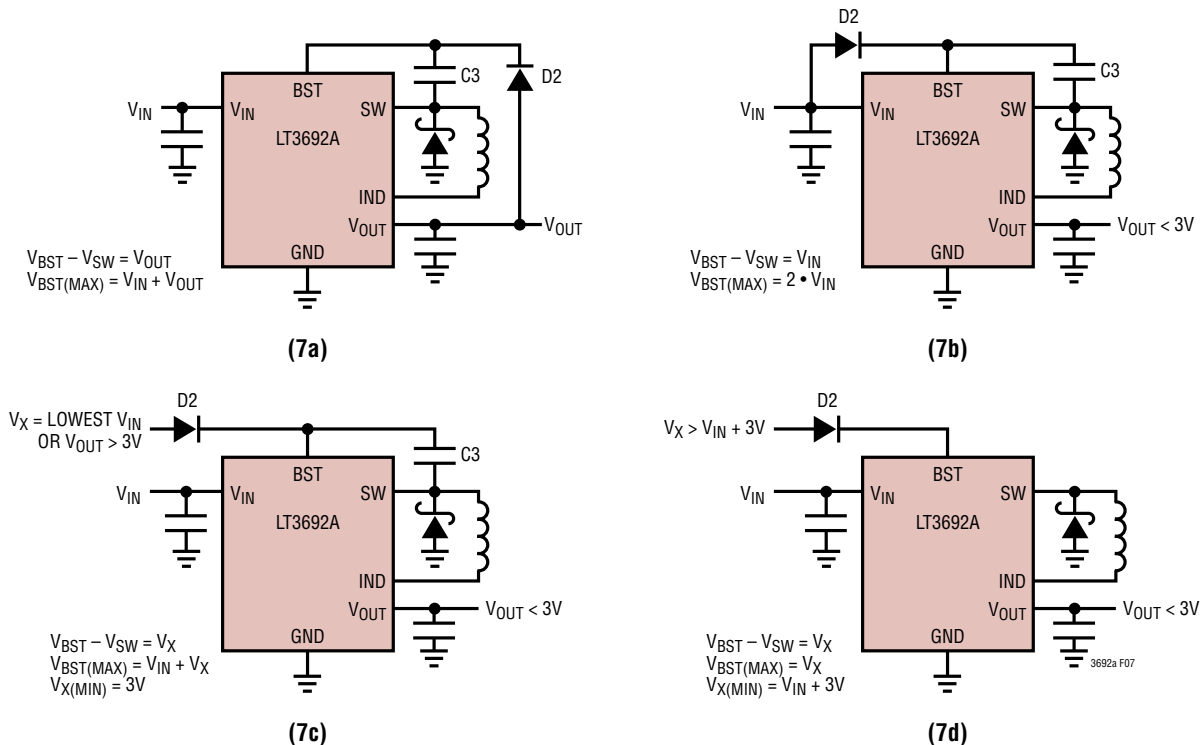 D2
C3
BST
V_IN
V_IN
SW
LT3692A
IND
V_OUT
V_OUT
GND
V_BST – V_SW = V_OUT
V_BST(MAX) = V_IN + V_OUT
(7a)
D2
C3
BST
V_IN
V_IN
SW
LT3692A
IND
V_OUT
V_OUT < 3V
GND
V_BST – V_SW = V_IN
V_BST(MAX) = 2 • V_IN
(7b)
D2
V_X = LOWEST V_IN
OR V_OUT > 3V
C3
BST
V_IN
V_IN
SW
LT3692A
IND
V_OUT
V_OUT < 3V
GND
V_BST – V_SW = V_X
V_BST(MAX) = V_IN + V_X
V_X(MIN) = 3V
(7c)
D2
V_X > V_IN + 3V
BST
V_IN
V_IN
SW
LT3692A
IND
V_OUT
V_OUT < 3V
GND
V_BST – V_SW = V_X
V_BST(MAX) = V_X
V_X(MIN) = V_IN + 3V
3692a F07
(7d)